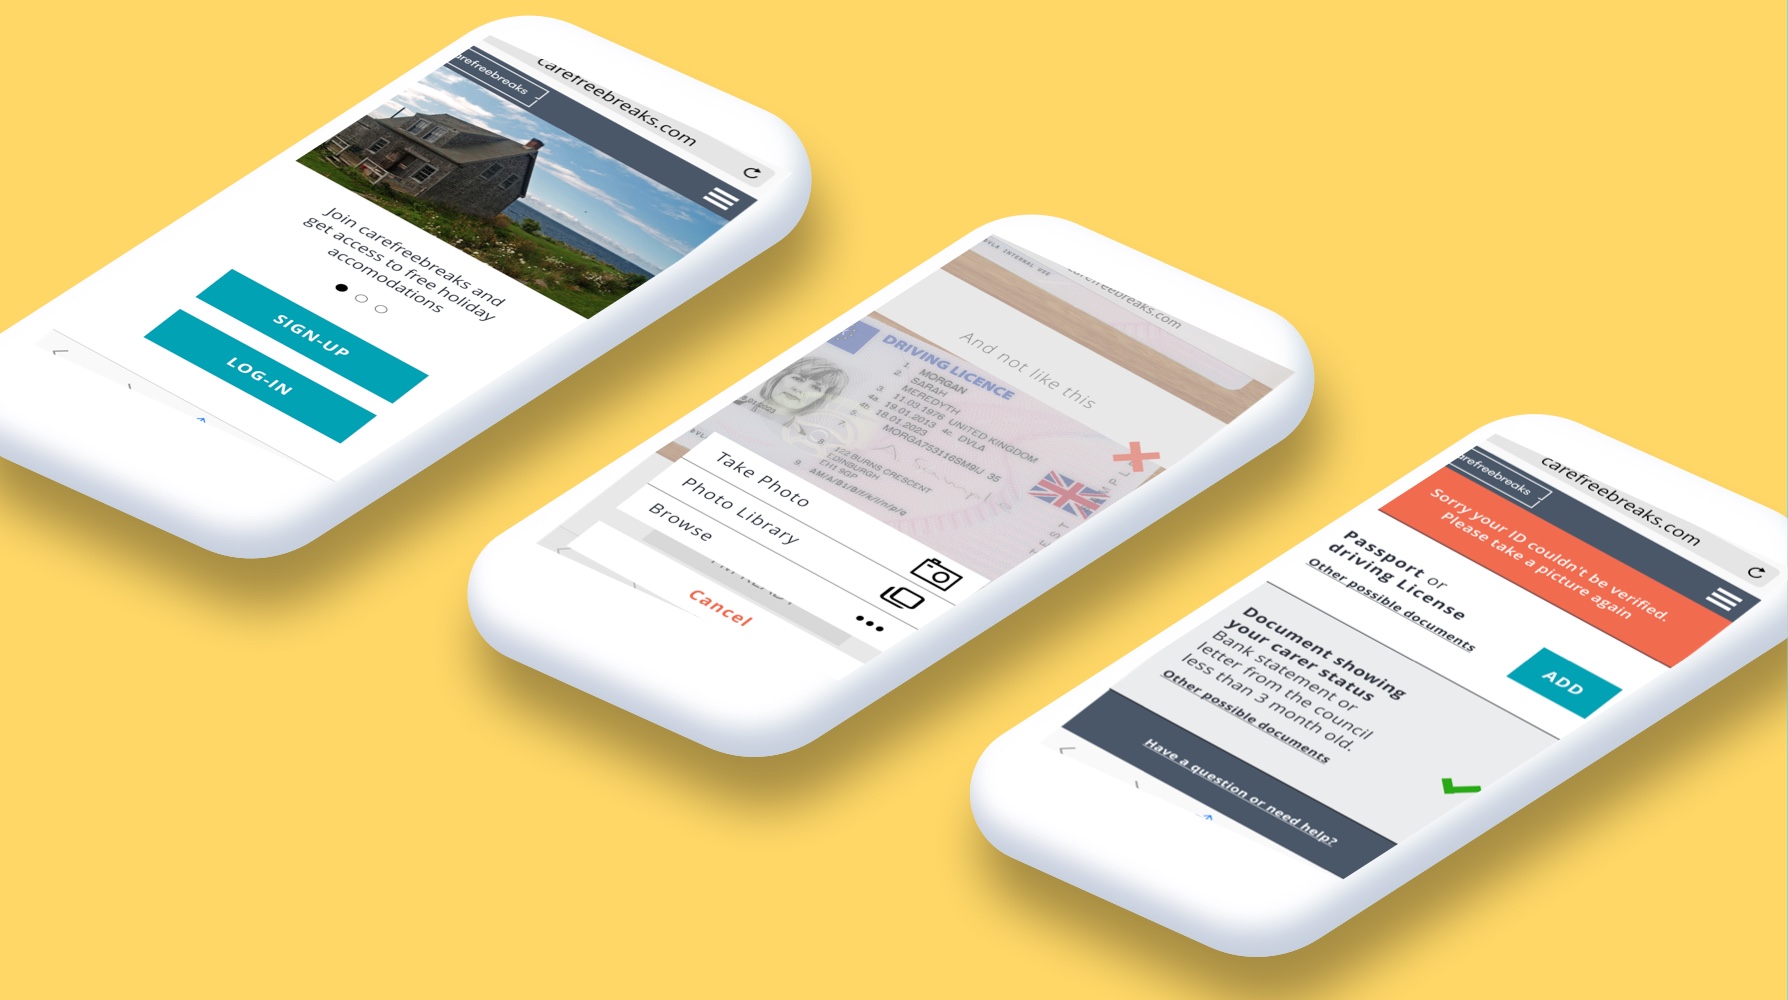 carefreebreaks.com
carefreebreaks
Join carefreebreaks and
get access to free holiday
accomodations
SIGN-UP
LOG-IN
INTERNAL USE
carefreebreaks.com
And not like this
DRIVING LICENCE
1. MORGAN
2. SARAH
MEREDYTH
3. 11.03.1976 UNITED KINGDOM
4a. 19.01.2013 4c. DVLA
4b. 18.01.2023
5. MORGA753116SM9IJ 35
7.
8. 122 BURNS CRESCENT
EDINBURGH
EH1 9GP
9. AM/A/B1/B/f/k/l/n/p/q
Take Photo
Photo Library
Browse
Cancel
carefreebreaks.com
carefreebreaks
Sorry your ID couldn't be verified.
Please take a picture again
Passport or
driving License
Other possible documents
ADD
Document showing
your carer status
Bank statement or
letter from the council
less than 3 month old.
Other possible documents
Have a question or need help?